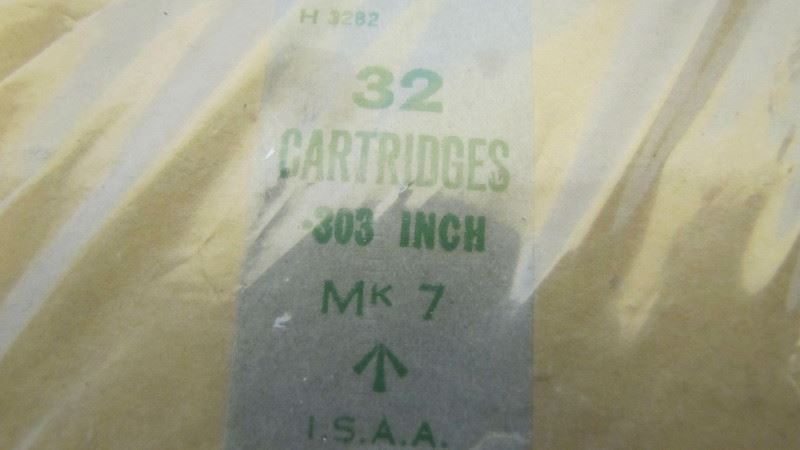 H 3282
32
CARTRIDGES
·303 INCH
Mk 7
I.S.A.A.